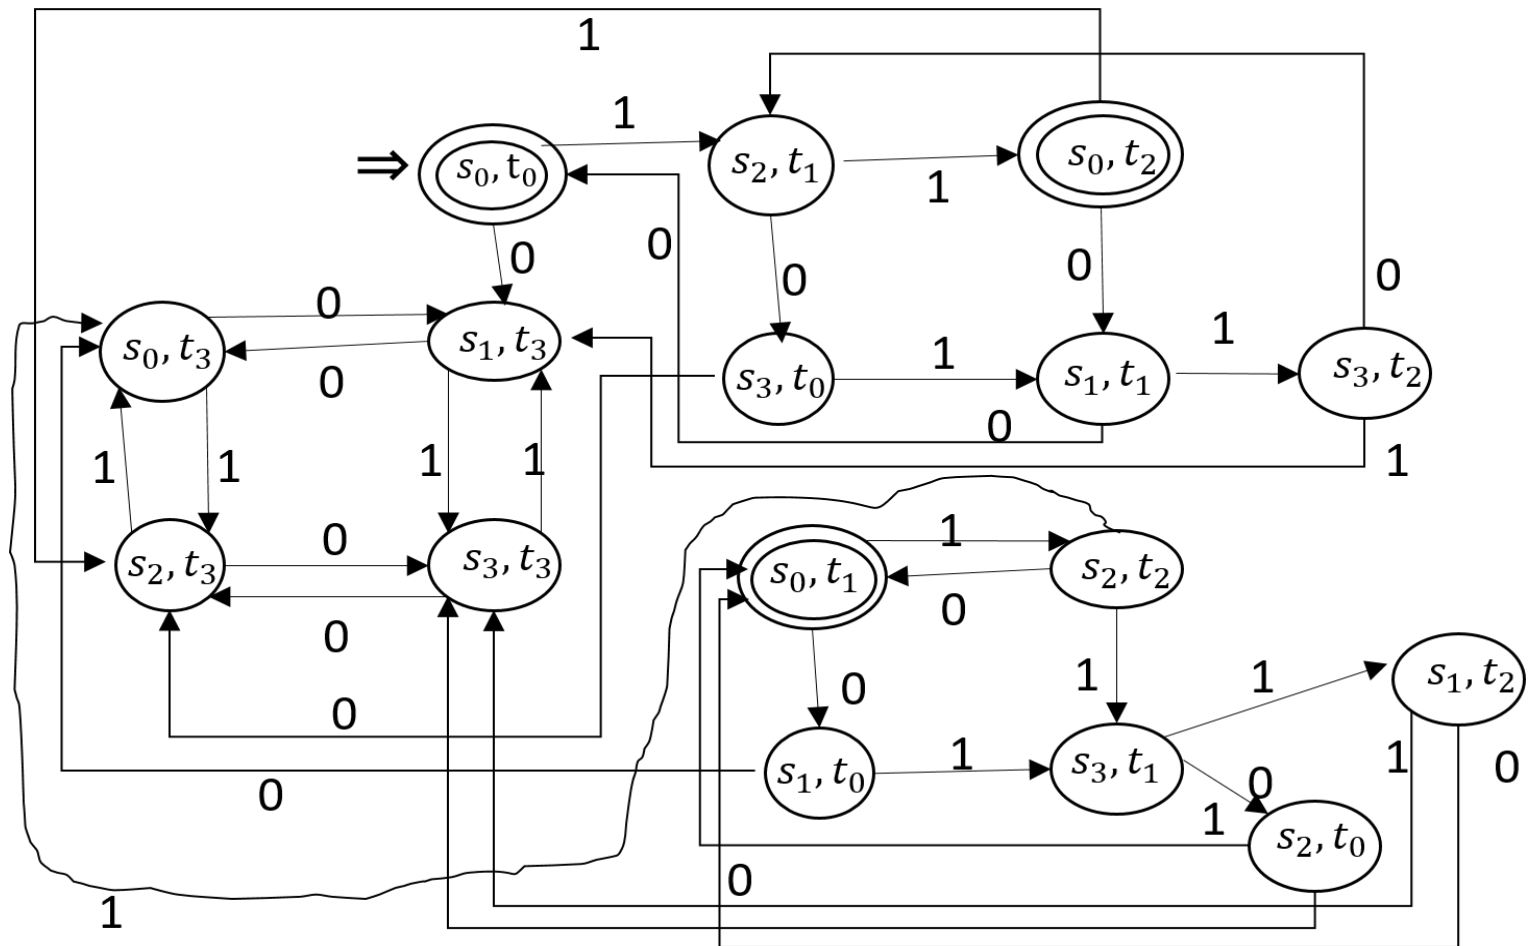 1
1
⇒ s₀, t₀
s₂, t₁
s₀, t₂
1
0
0
0
0
0
0
s₀, t₃
s₁, t₃
1
1
0
s₃, t₀
s₁, t₁
s₃, t₂
0
1
1
1
1
1
0
1
0
s₂, t₃
s₃, t₃
s₀, t₁
s₂, t₂
0
0
0
1
1
s₁, t₂
0
1
s₁, t₀
s₃, t₁
1
0
0
0
1
s₂, t₀
0
1